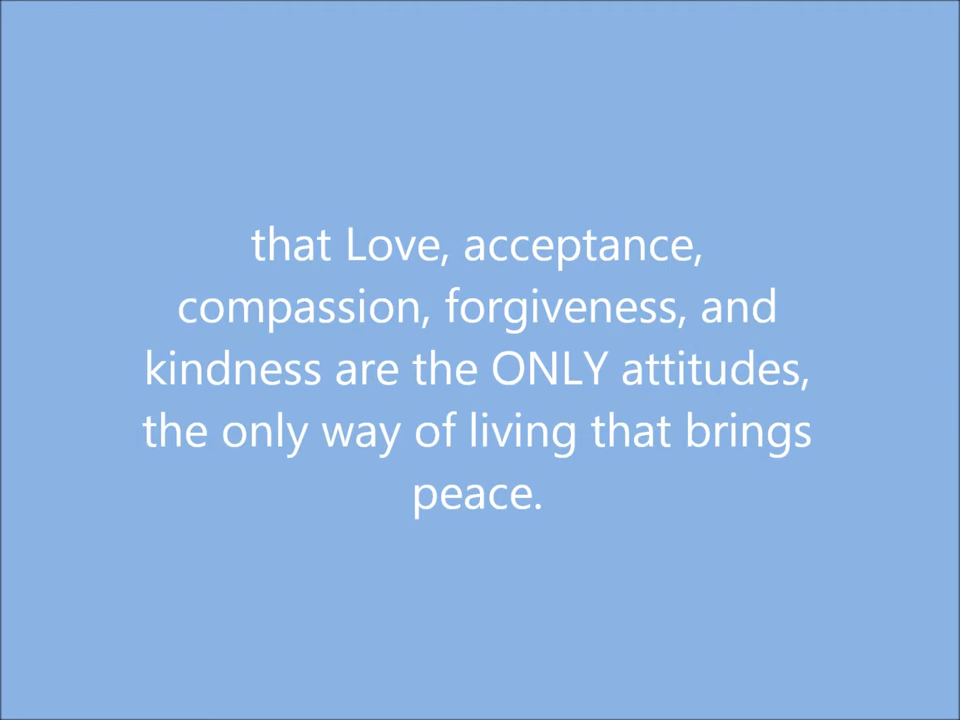 that Love, acceptance,
compassion, forgiveness, and
kindness are the ONLY attitudes,
the only way of living that brings
peace.